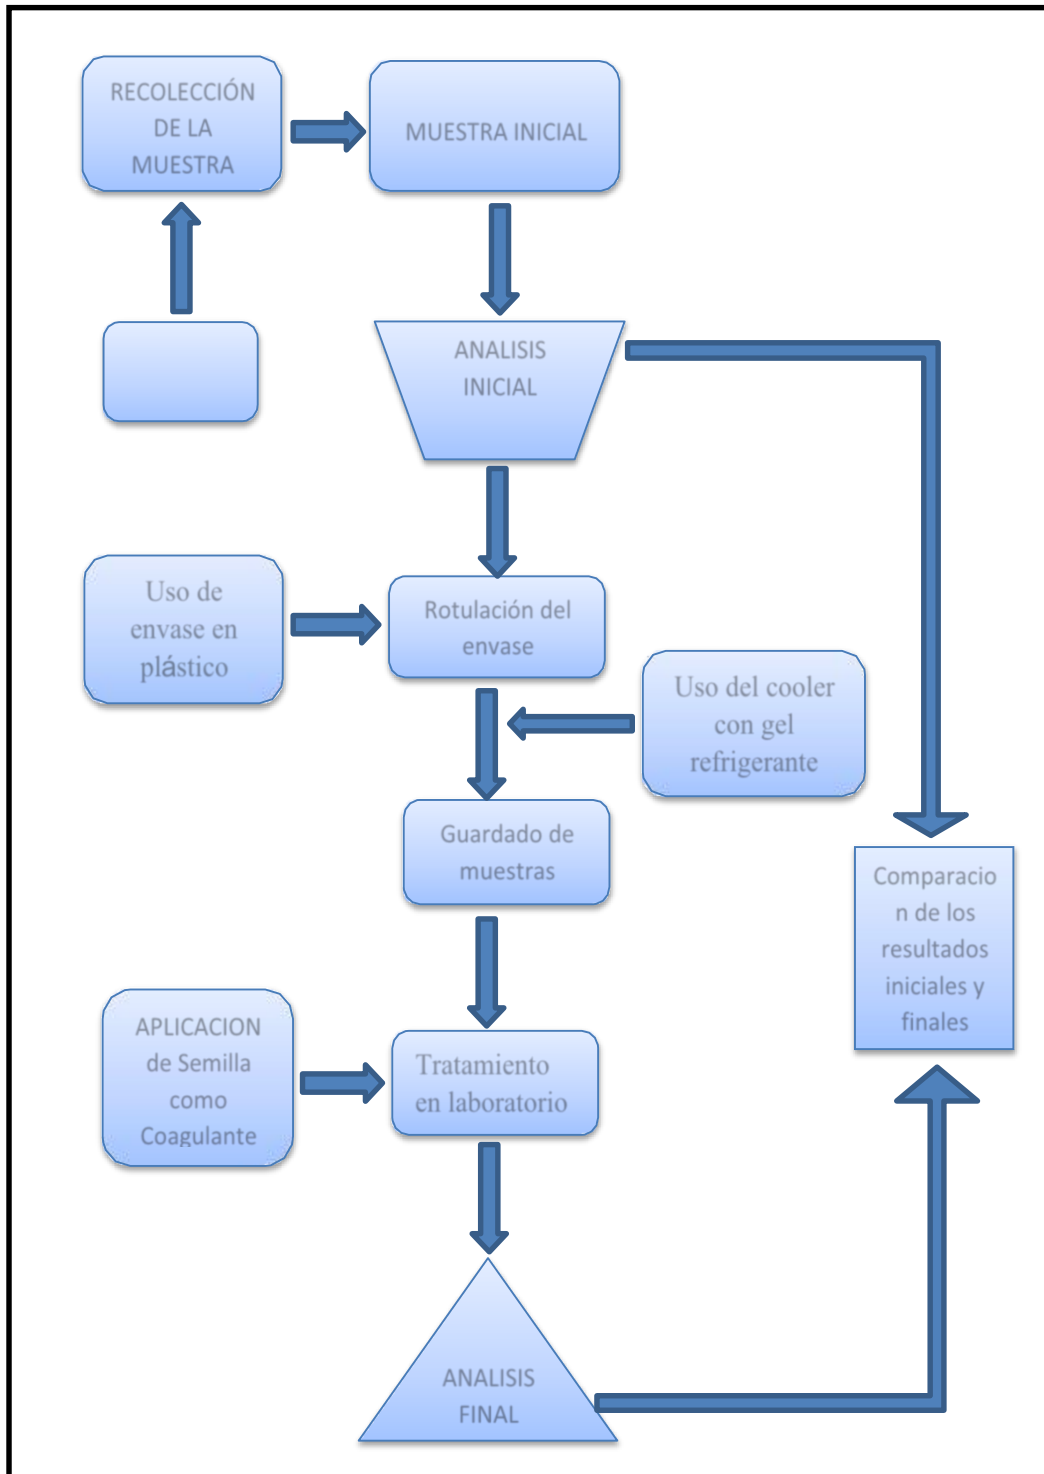 RECOLECCIÓN
DE LA
MUESTRA
MUESTRA INICIAL
ANALISIS
INICIAL
Uso de
envase en
plástico
Rotulación del
envase
Uso del cooler
con gel
refrigerante
Guardado de
muestras
Comparacio
n de los
resultados
iniciales y
finales
APLICACION
de Semilla
como
Coagulante
Tratamiento
en laboratorio
ANALISIS
FINAL